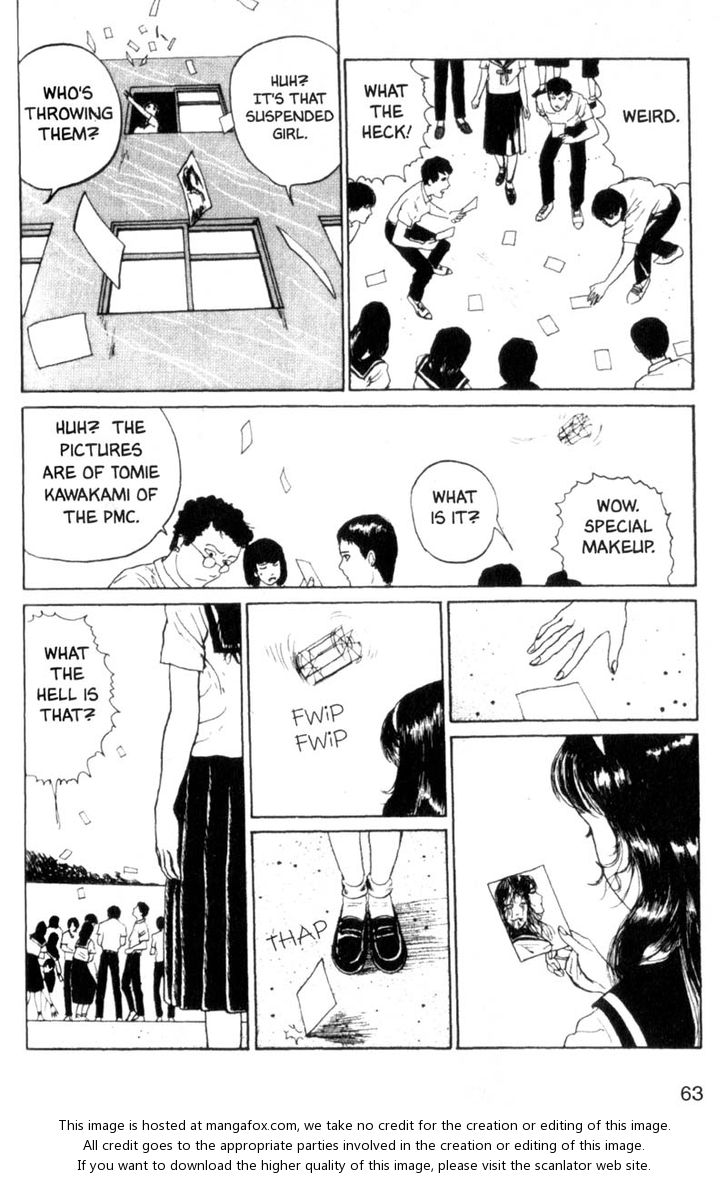 WHO'S
THROWING
THEM?
HUH?
IT'S THAT
SUSPENDED
GIRL.
WHAT
THE
HECK!
WEIRD.
HUH? THE
PICTURES
ARE OF TOMIE
KAWAKAMI OF
THE PMC.
WHAT
IS IT?
WOW.
SPECIAL
MAKEUP.
WHAT
THE
HELL IS
THAT?
FWIP
FWIP
THAP
63
This image is hosted at mangafox.com, we take no credit for the creation or editing of this image.
All credit goes to the appropriate parties involved in the creation or editing of this image.
If you want to download the higher quality of this image, please visit the scanlator web site.